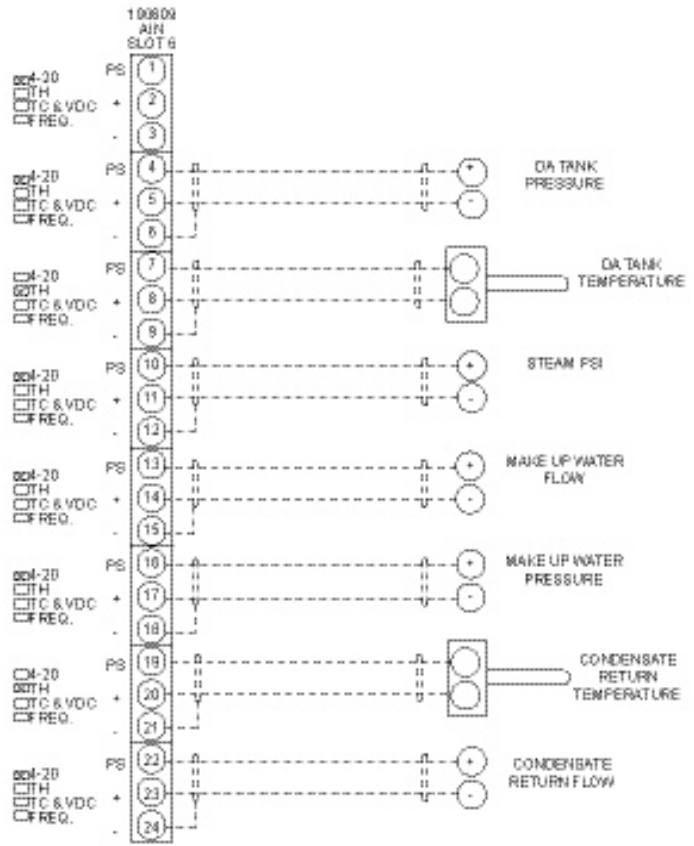 AIN
SLOT 6
4-20
TH
TC & VDC
FREQ.
PS
+
-
1
2
3
4-20
TH
TC & VDC
FREQ.
PS
+
-
4
5
6
+
-
DA TANK
PRESSURE
4-20
TH
TC & VDC
FREQ.
PS
+
-
7
8
9
DA TANK
TEMPERATURE
4-20
TH
TC & VDC
FREQ.
PS
+
-
10
11
12
+
-
STEAM PSI
4-20
TH
TC & VDC
FREQ.
PS
+
-
13
14
15
+
-
MAKE UP WATER
FLOW
4-20
TH
TC & VDC
FREQ.
PS
+
-
16
17
18
+
-
MAKE UP WATER
PRESSURE
4-20
TH
TC & VDC
FREQ.
PS
+
-
19
20
21
CONDENSATE
RETURN
TEMPERATURE
4-20
TH
TC & VDC
FREQ.
PS
+
-
22
23
24
+
-
CONDENSATE
RETURN FLOW